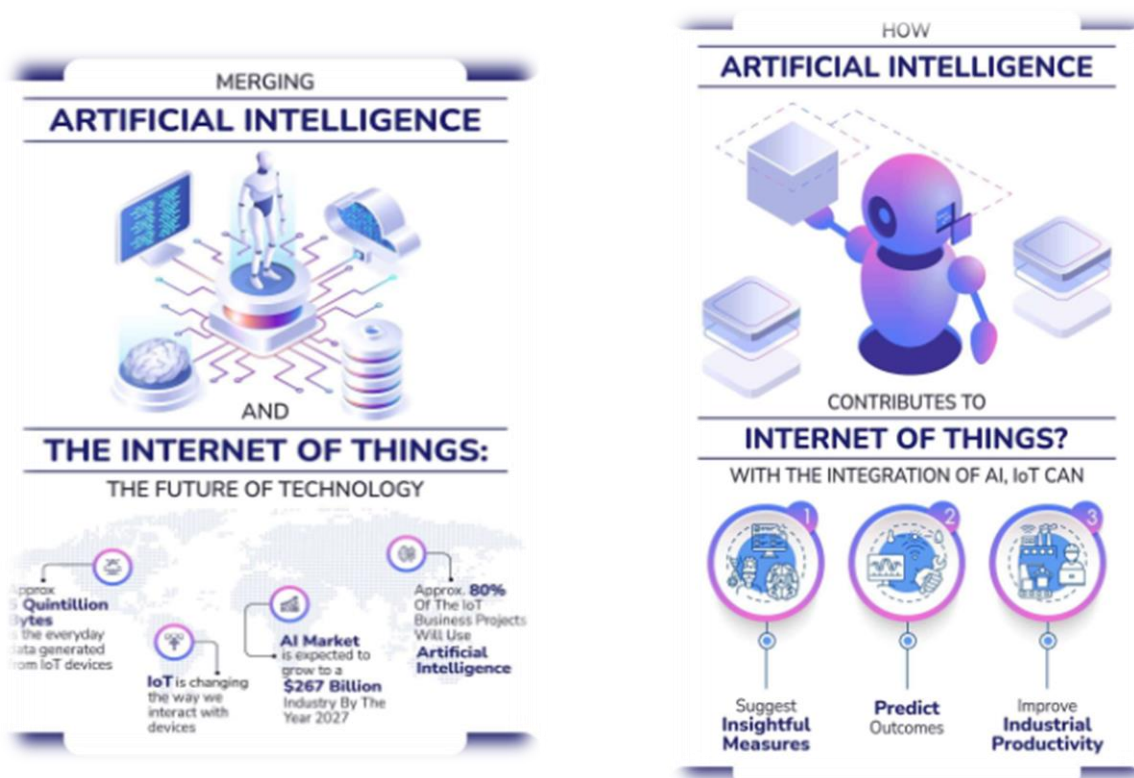 MERGING
ARTIFICIAL INTELLIGENCE
AND
THE INTERNET OF THINGS:
THE FUTURE OF TECHNOLOGY
5 Quintillion
Bytes
the everyday
data generated
from IoT devices
IoT is changing
the way we
interact with
devices
AI Market
is expected to
grow to a
$267 Billion
Industry By The
Year 2027
Approx. 80%
Of The IoT
Business Projects
Will Use
Artificial
Intelligence
HOW
ARTIFICIAL INTELLIGENCE
CONTRIBUTES TO
INTERNET OF THINGS?
WITH THE INTEGRATION OF AI, IoT CAN
1
2
3
Suggest
Insightful
Measures
Predict
Outcomes
Improve
Industrial
Productivity